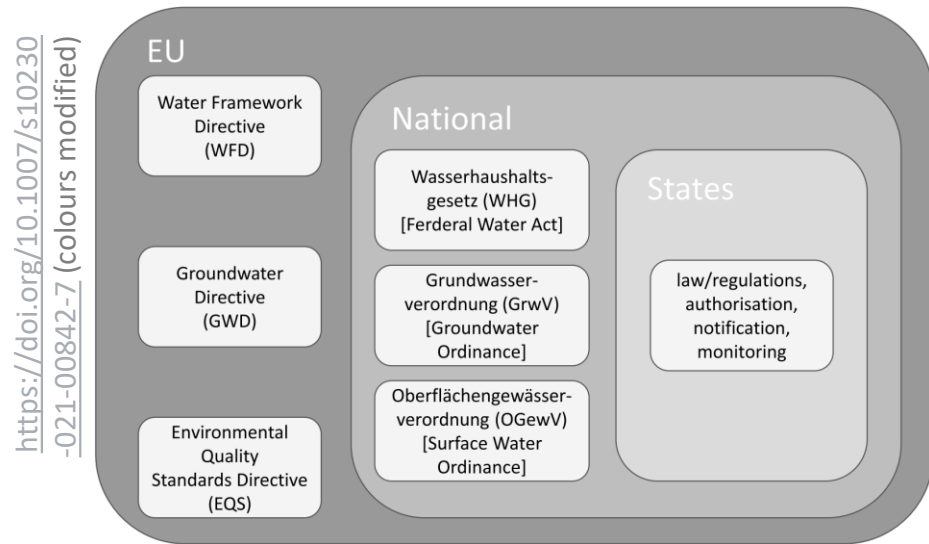 https://doi.org/10.1007/s10230
-021-00842-7 (colours modified)
EU
Water Framework
Directive
(WFD)
Groundwater
Directive
(GWD)
Environmental
Quality
Standards Directive
(EQS)
National
Wasserhaushalts-
gesetz (WHG)
[Ferderal Water Act]
Grundwasser-
verordnung (GrwV)
[Groundwater
Ordinance]
Oberflächengewässer-
verordnung (OGewV)
[Surface Water
Ordinance]
States
law/regulations,
authorisation,
notification,
monitoring